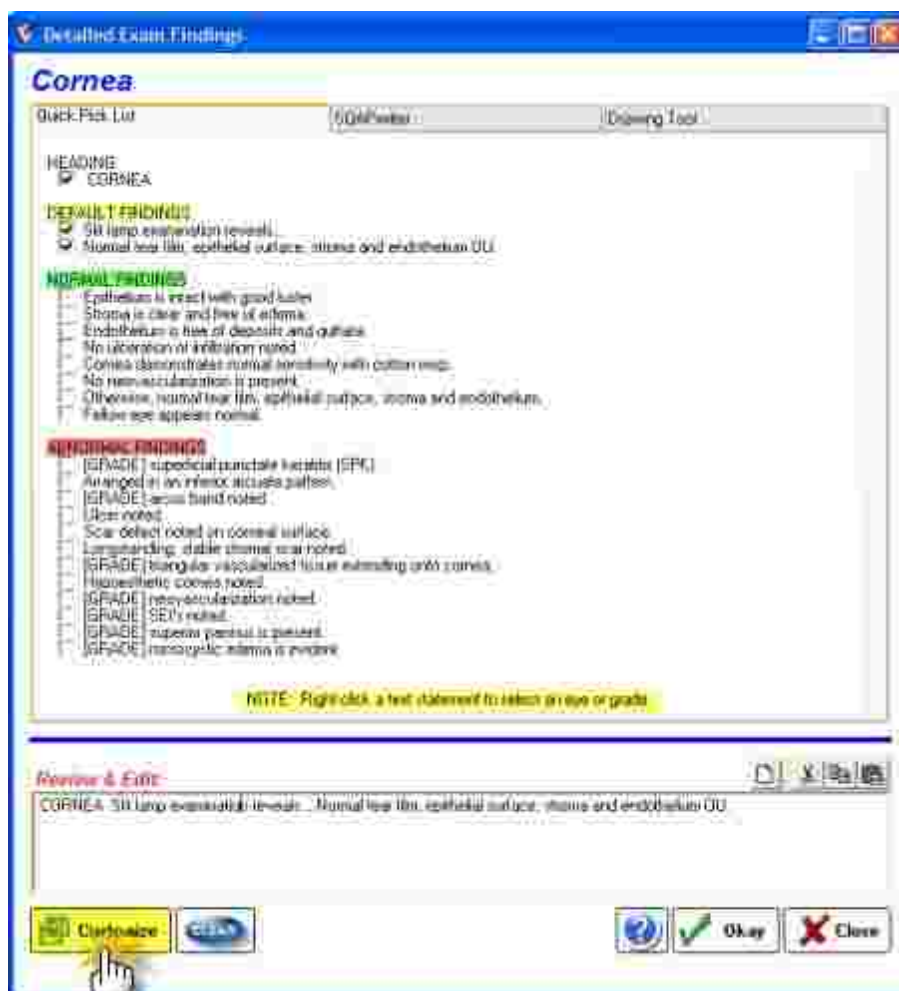 Detailed Exam Findings
Cornea
Quick Pick List
Drawing Tool
HEADING
CORNEA
DEFAULT FINDINGS
Slit lamp examination reveals...
Normal tear film, epithelial surface, stroma and endothelium OU.
NORMAL FINDINGS
Epithelium is intact with good luster.
Stroma is clear and free of edema.
Endothelium is free of deposits and guttata.
No ulceration or infiltration noted.
Cornea demonstrates normal sensitivity with cotton wisp.
No neovascularization is present.
Otherwise, normal tear film, epithelial surface, stroma and endothelium.
Fellow eye appears normal.
ABNORMAL FINDINGS
[GRADE] superficial punctate keratitis (SPK)
Arranged in an inferior arcuate pattern.
[GRADE] arcus band noted.
Ulcer noted.
Scar defect noted on corneal surface.
Longstanding, stable stromal scar noted.
[GRADE] triangular vascularized tissue extending onto cornea.
Hypoesthetic cornea noted.
[GRADE] neovascularization noted.
[GRADE] SEI's noted.
[GRADE] superior pannus is present.
[GRADE] microcystic edema is evident.
NOTE: Right click a text statement to select an eye or grade.
Review & Edit
CORNEA: Slit lamp examination reveals... Normal tear film, epithelial surface, stroma and endothelium OU.
Customize
Okay
Close